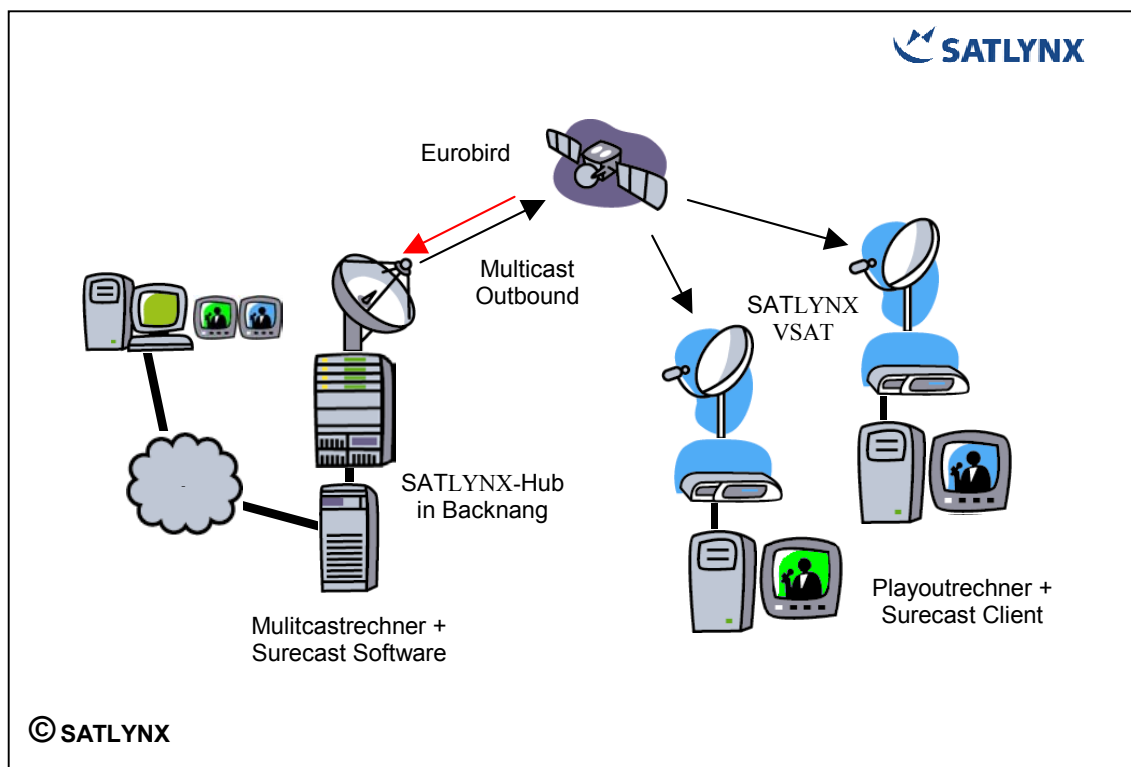 SATLYNX
Eurobird
Multicast
Outbound
SATLYNX
VSAT
-
SATLYNX-Hub
in Backnang
Playoutrechner +
Surecast Client
Mulitcastrechner +
Surecast Software
© SATLYNX